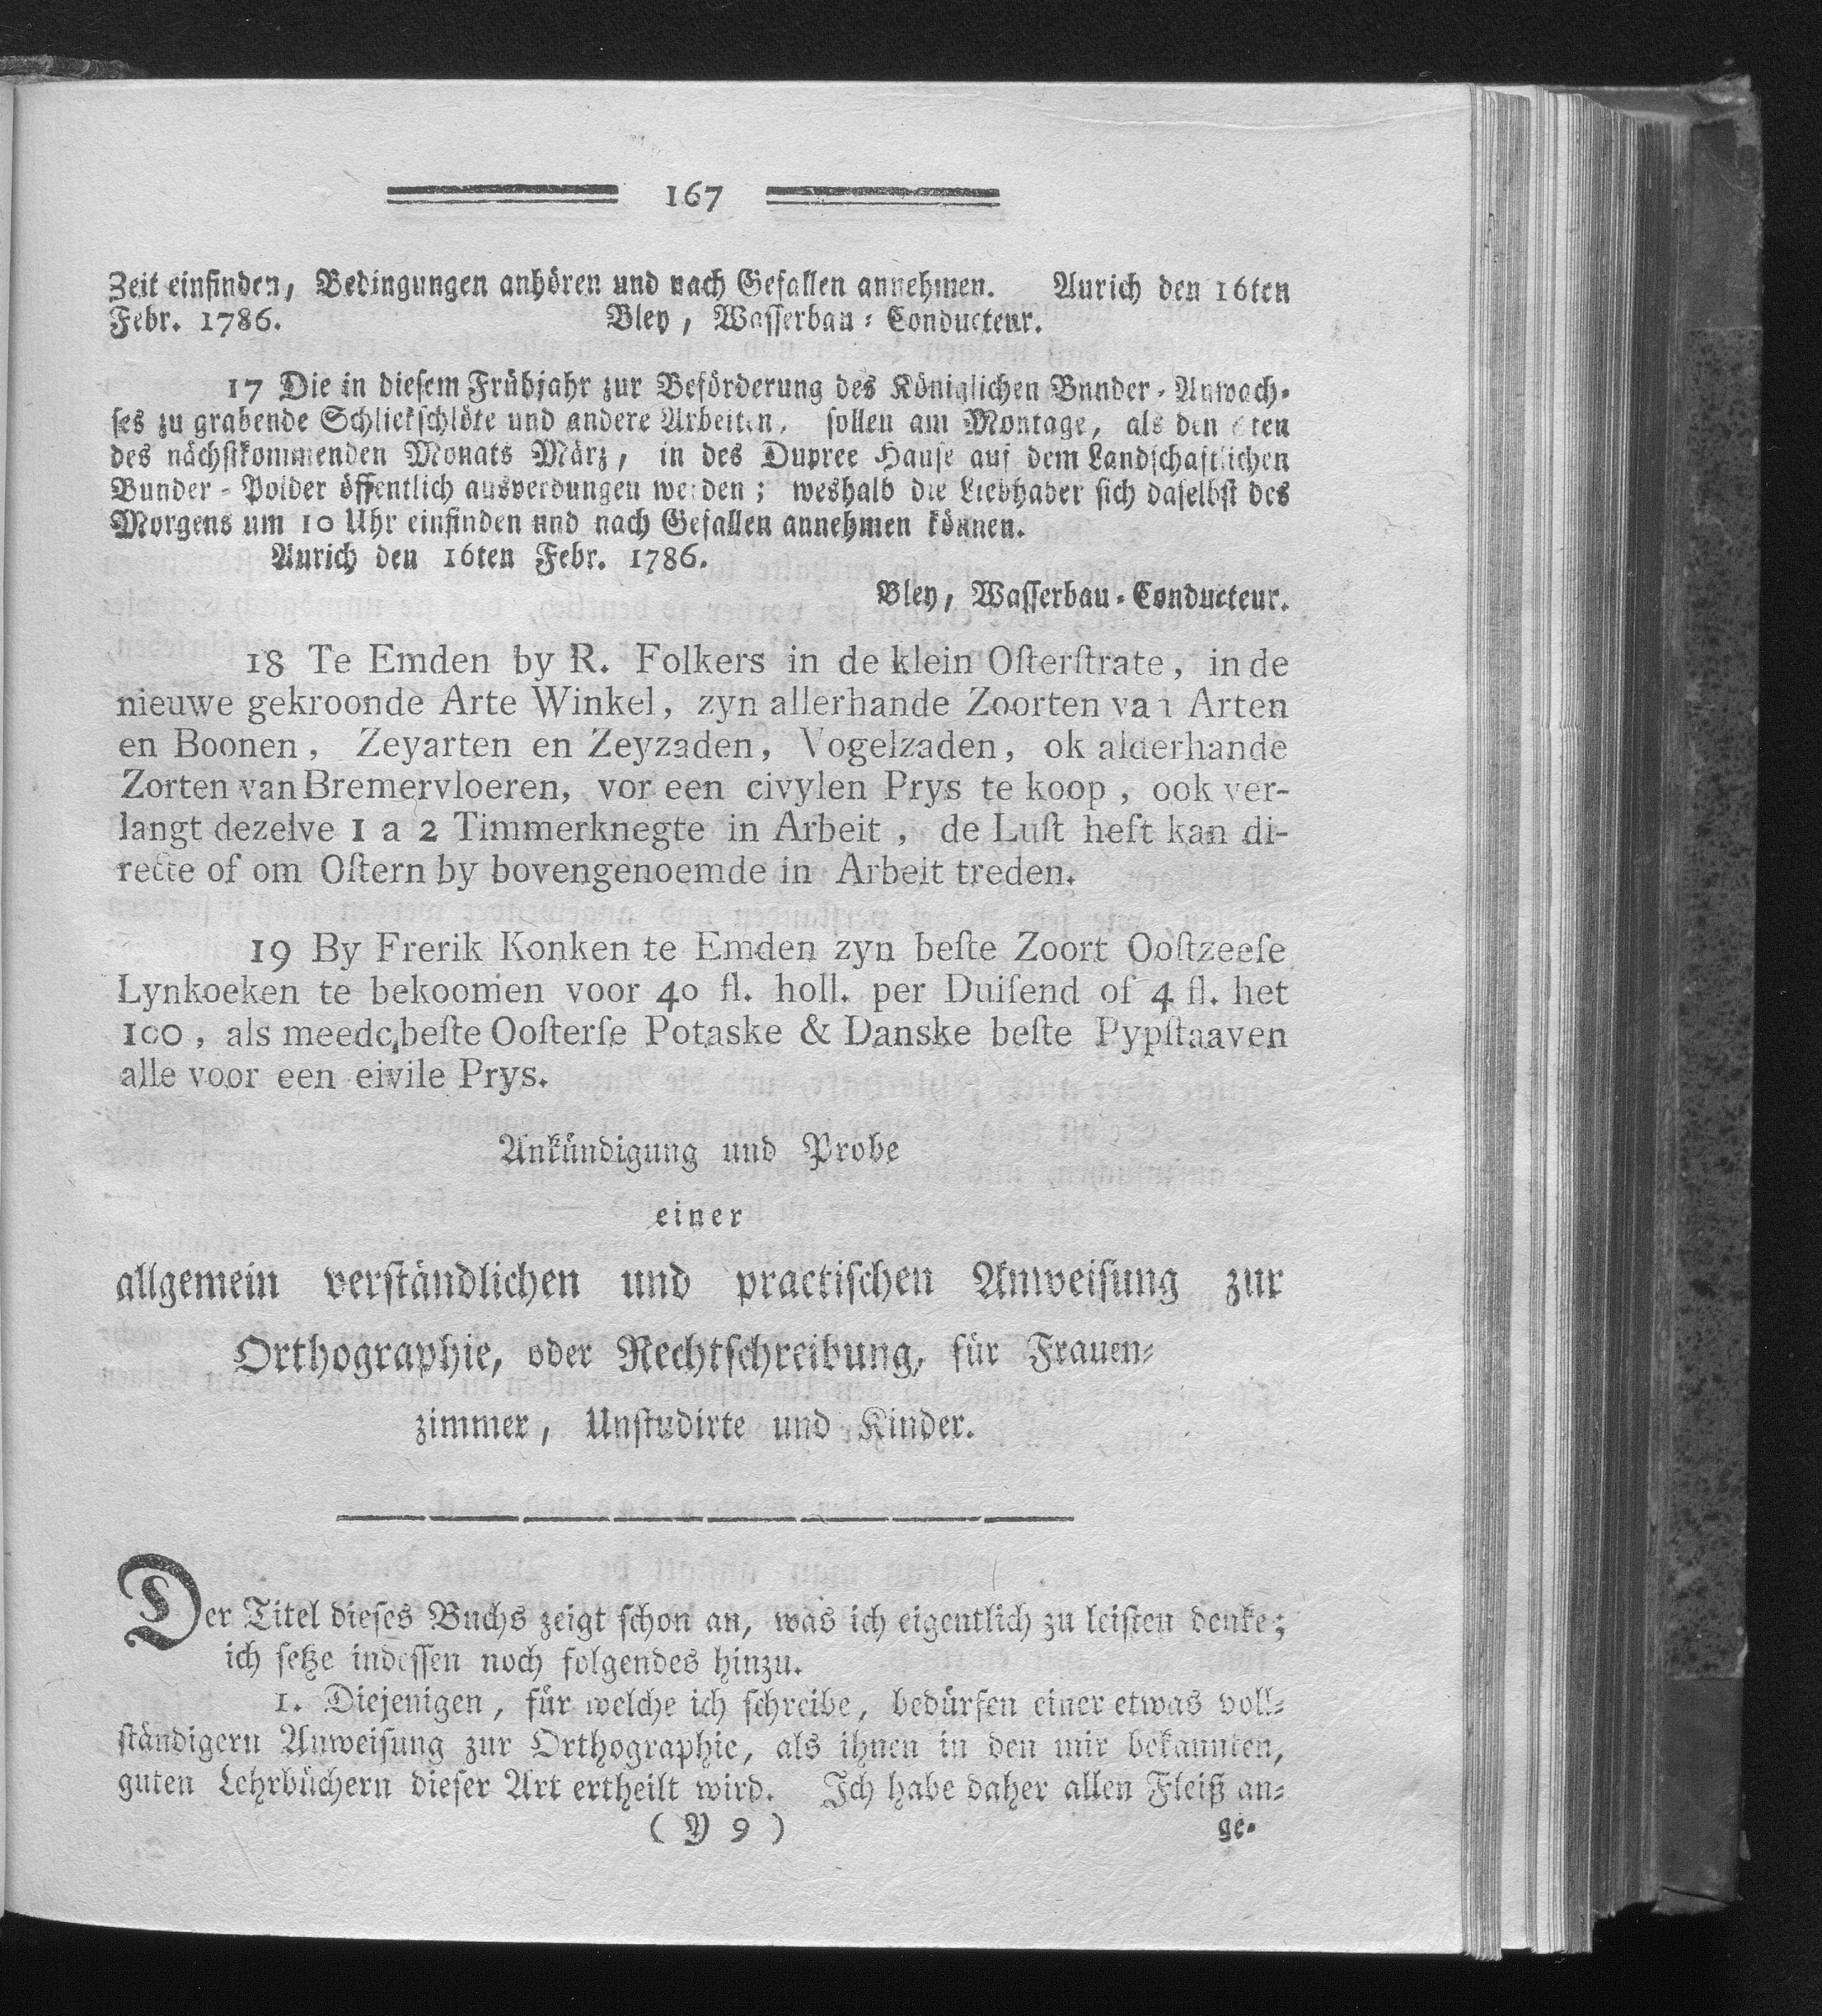 167
Zeit einfinden, Bedingungen anhören und nach Gefallen annehmen. Aurich den 16ten
Febr. 1786. Bley, Wasserbau-Conducteur.
17 Die in diesem Frühjahr zur Beförderung des Königlichen Bunder-Anwach-
ses zu grabende Schliekschlöte und andere Arbeiten, sollen am Montage, als den 6ten
des nächstkommenden Monats März, in des Dupree Hause auf dem Landschaftlichen
Bunder-Polder öffentlich ausverdungen werden; weshalb die Liebhaber sich daselbst des
Morgens um 10 Uhr einfinden und nach Gefallen annehmen können.
Aurich den 16ten Febr. 1786.
Bley, Wasserbau-Conducteur.
18 Te Emden by R. Folkers in de klein Oſterſtrate, in de
nieuwe gekroonde Arte Winkel, zyn allerhande Zoorten van Arten
en Boonen, Zeyarten en Zeyzaden, Vogelzaden, ok alderhande
Zorten van Bremervloeren, vor een civylen Prys te koop, ook ver-
langt dezelve 1 a 2 Timmerknegte in Arbeit, de Luſt heft kan di-
recte of om Oſtern by bovengenoemde in Arbeit treden.
19 By Frerik Konken te Emden zyn beſte Zoort Ooſtzeeſe
Lynkoeken te bekoomen voor 40 fl. holl. per Duiſend of 4 fl. het
100, als meede beſte Ooſterſe Potaske & Danske beſte Pypſtaaven
alle voor een eivile Prys.
Ankündigung und Probe
einer
allgemein verständlichen und practischen Anweisung zur
Orthographie, oder Rechtschreibung, für Frauen-
zimmer, Unstudirte und Kinder.
Der Titel dieses Buchs zeigt schon an, was ich eigentlich zu leisten denke;
ich setze indessen noch folgendes hinzu.
1. Diejenigen, für welche ich schreibe, bedürfen einer etwas voll-
ständigern Anweisung zur Orthographie, als ihnen in den mir bekannten,
guten Lehrbüchern dieser Art ertheilt wird. Ich habe daher allen Fleiß an-
(Y 9) ge-